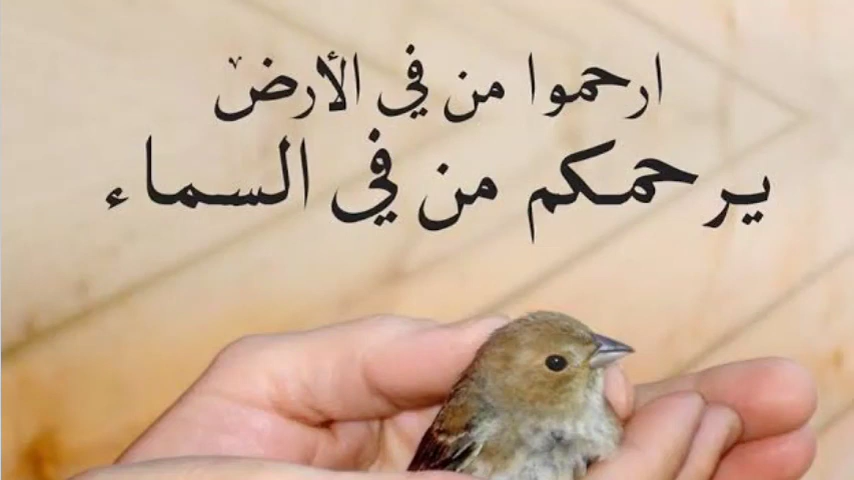 ارحموا من في الأرض
يرحمكم من في السماء